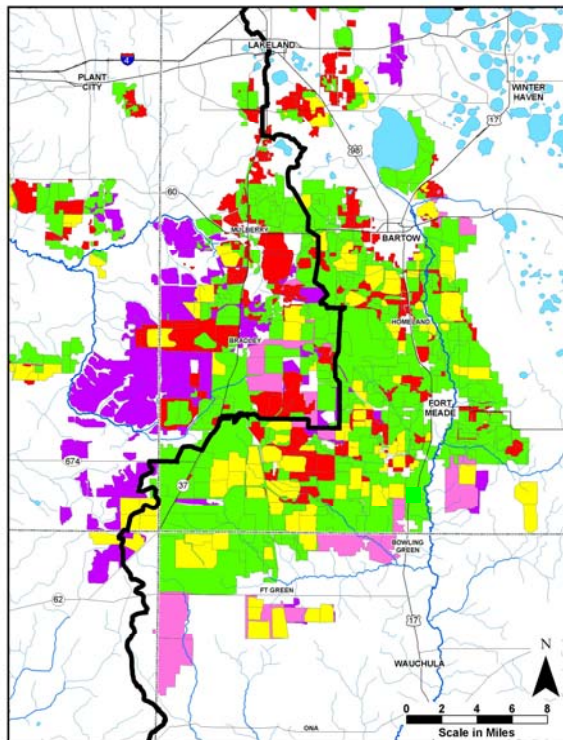 LAKELAND
4
PLANT
CITY
WINTER
HAVEN
17
98
60
MULBERRY
BARTOW
HOMELAND
BRADLEY
FORT
MEADE
674
37
BOWLING
GREEN
62
FT GREEN
17
WAUCHULA
N
0 2 4 6 8
Scale in Miles
ONA